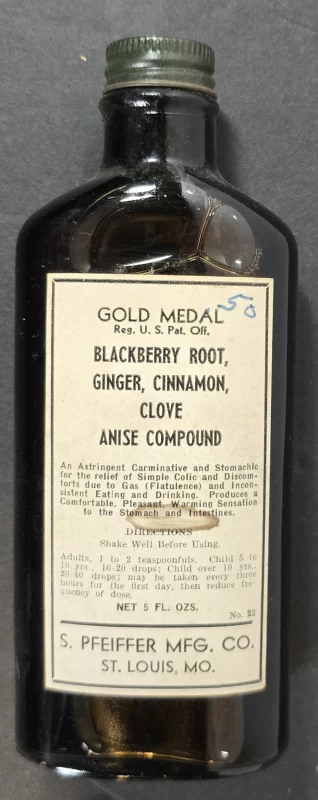 50
GOLD MEDAL
Reg. U. S. Pat. Off.
BLACKBERRY ROOT,
GINGER, CINNAMON,
CLOVE
ANISE COMPOUND
An Astringent Carminative and Stomachic
for the relief of Simple Colic and Discom-
forts due to Gas (Flatulence) and Incon-
sistent Eating and Drinking. Produces a
Comfortable, Pleasant, Warming Sensation
to the Stomach and Intestines.
DIRECTIONS
Shake Well Before Using.
Adults, 1 to 2 teaspoonfuls. Child 5 to
10 yrs., 10-20 drops; Child over 10 yrs.,
20-40 drops; may be taken every three
hours for the first day, then reduce fre-
quency of dose.
NET 5 FL. OZS.
No. 22
S. PFEIFFER MFG. CO.
ST. LOUIS, MO.